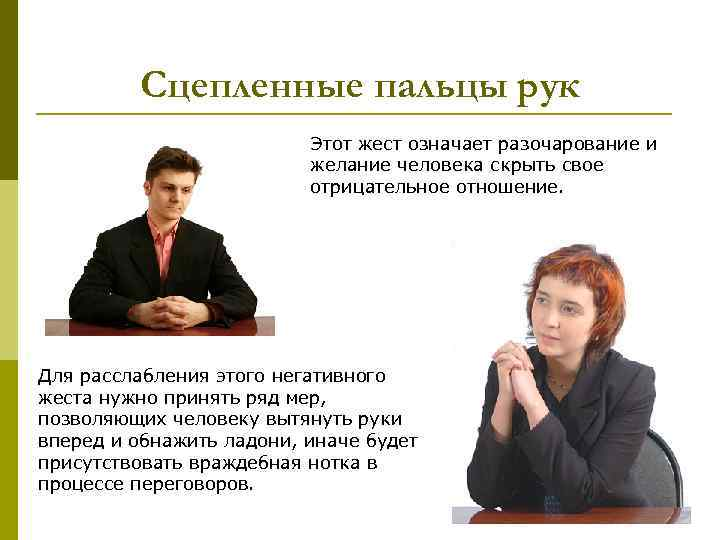 Сцепленные пальцы рук
Этот жест означает разочарование и
желание человека скрыть свое
отрицательное отношение.
Для расслабления этого негативного
жеста нужно принять ряд мер,
позволяющих человеку вытянуть руки
вперед и обнажить ладони, иначе будет
присутствовать враждебная нотка в
процессе переговоров.